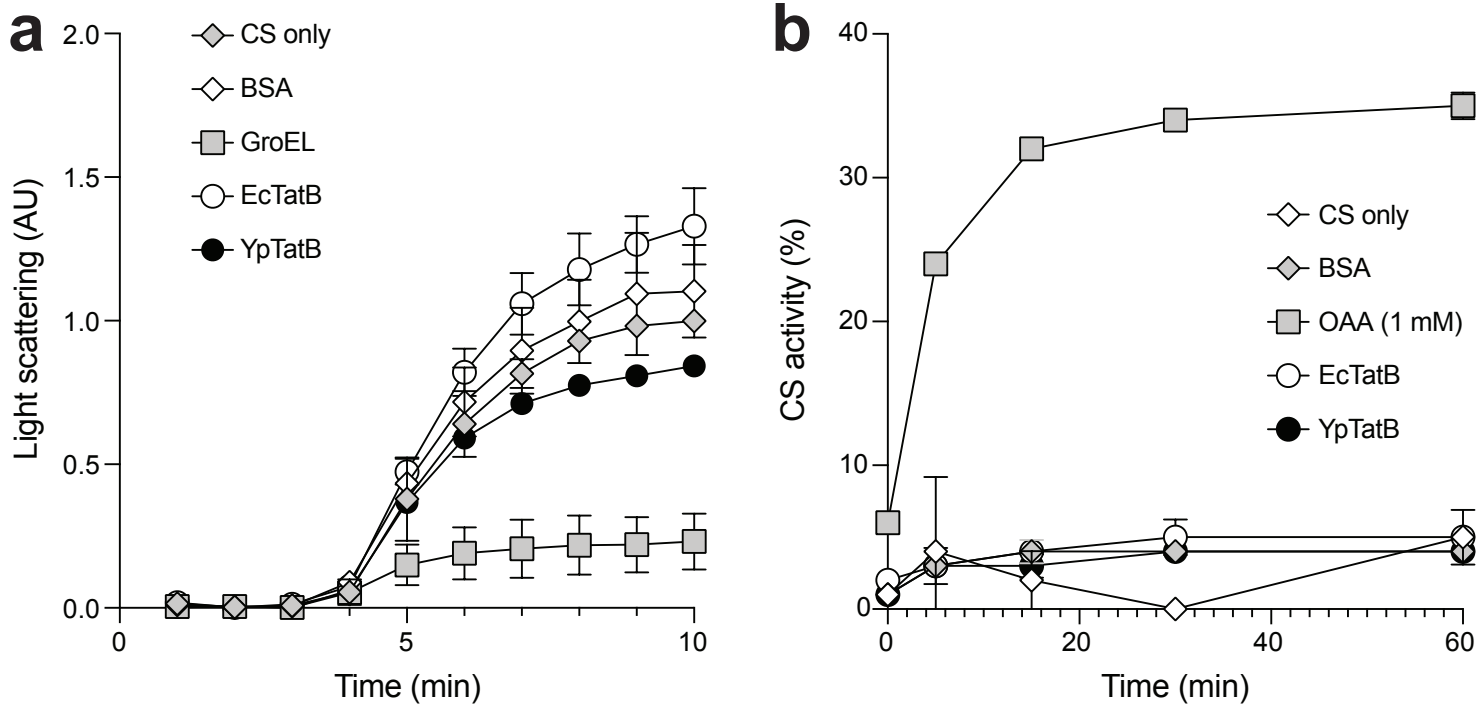 a
Light scattering (AU)
2.0
1.5
1.0
0.5
0.0
0
5
10
Time (min)
CS only
BSA
GroEL
EcTatB
YpTatB
b
CS activity (%)
40
30
20
10
0
0
20
40
60
Time (min)
CS only
BSA
OAA (1 mM)
EcTatB
YpTatB